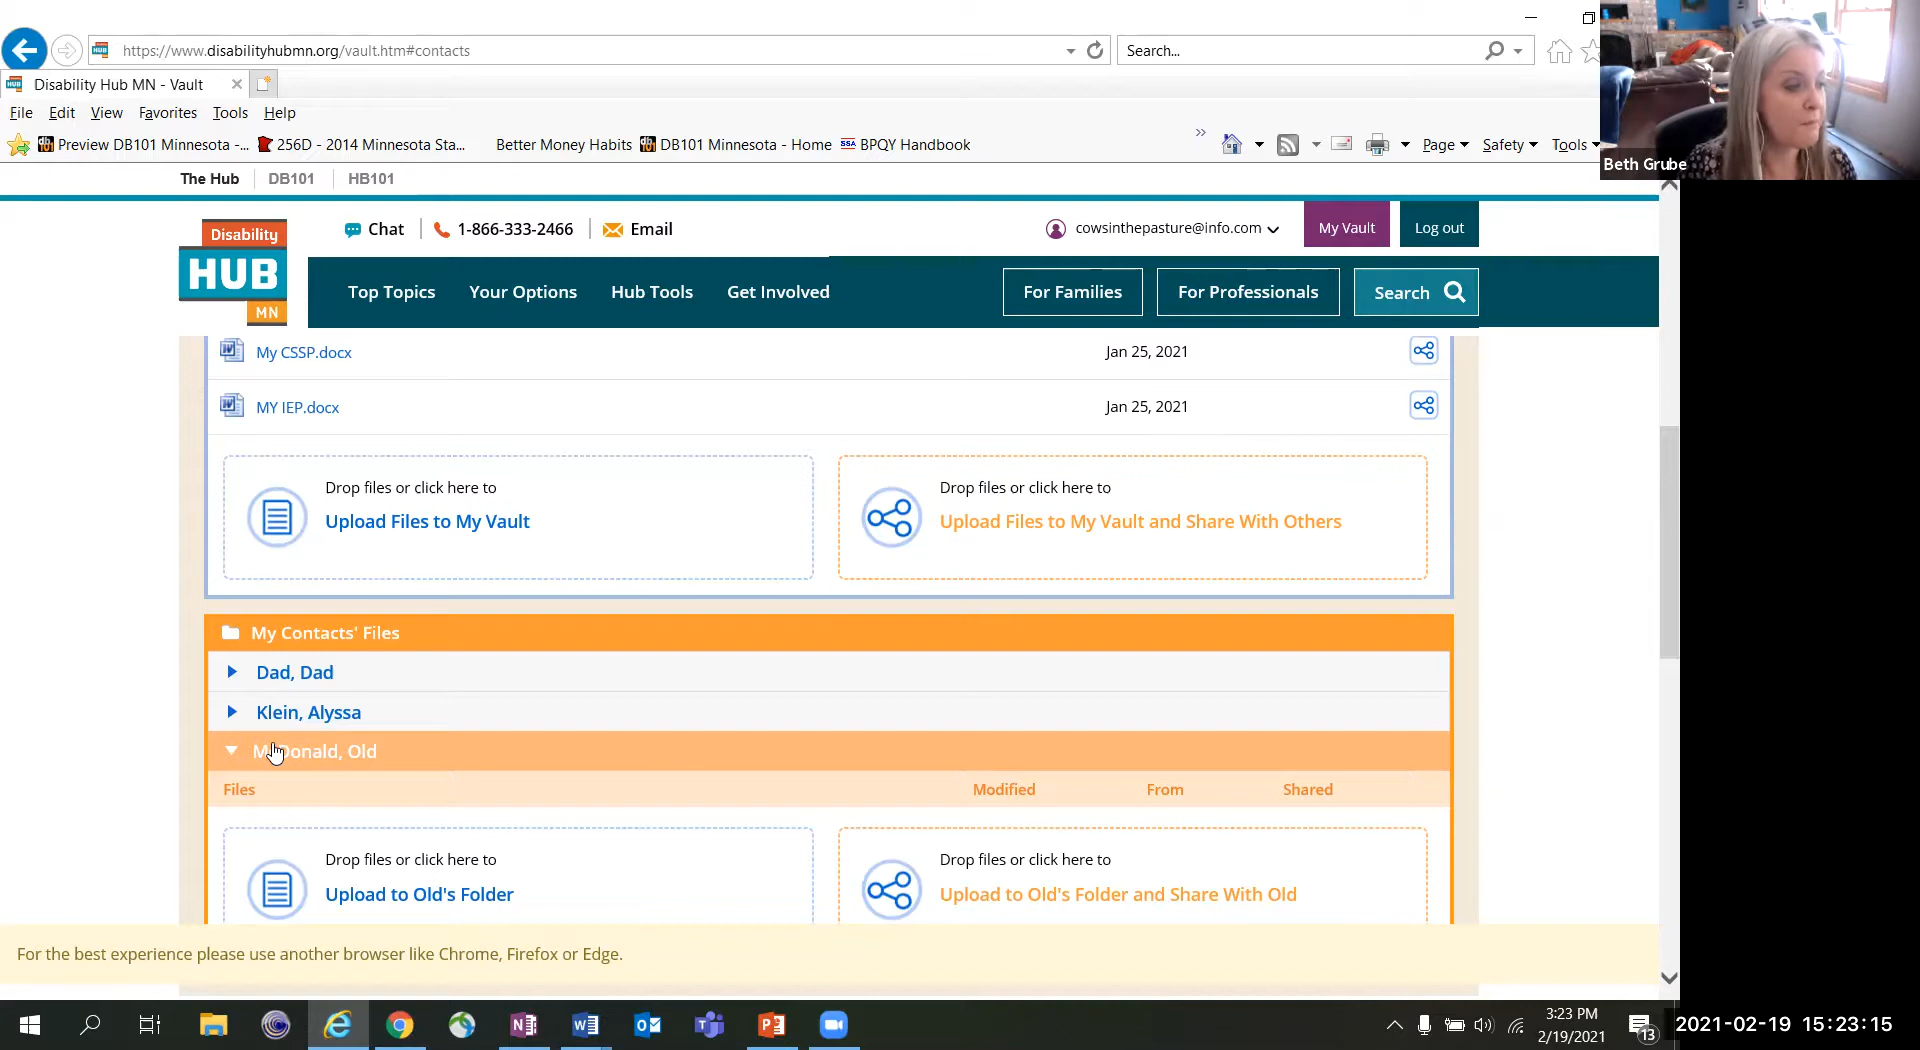 https://www.disabilityhubmn.org/vault.htm#contacts
Search...
Disability Hub MN - Vault
File Edit View Favorites Tools Help
Preview DB101 Minnesota -... 256D - 2014 Minnesota Sta... Better Money Habits DB101 Minnesota - Home SSA BPQY Handbook
Page Safety Tools
Beth Grube
The Hub DB101 HB101
Disability
HUB
MN
Chat 1-866-333-2466 Email
cowsinthepasture@info.com My Vault Log out
Top Topics Your Options Hub Tools Get Involved For Families For Professionals Search
My CSSP.docx Jan 25, 2021
MY IEP.docx Jan 25, 2021
Drop files or click here to
Upload Files to My Vault
Drop files or click here to
Upload Files to My Vault and Share With Others
My Contacts' Files
Dad, Dad
Klein, Alyssa
McDonald, Old
Files Modified From Shared
Drop files or click here to
Upload to Old's Folder
Drop files or click here to
Upload to Old's Folder and Share With Old
For the best experience please use another browser like Chrome, Firefox or Edge.
3:23 PM
2/19/2021
13
2021-02-19 15:23:15